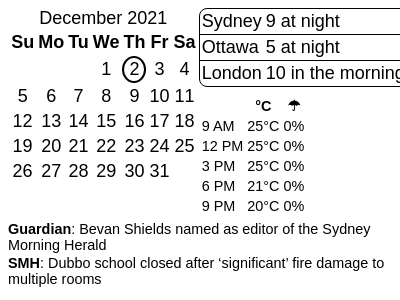 December 2021
Su Mo Tu We Th Fr Sa
1 2 3 4
5 6 7 8 9 10 11
12 13 14 15 16 17 18
19 20 21 22 23 24 25
26 27 28 29 30 31
Sydney 9 at night
Ottawa 5 at night
London 10 in the morning
°C ☂
9 AM 25°C 0%
12 PM 25°C 0%
3 PM 25°C 0%
6 PM 21°C 0%
9 PM 20°C 0%
Guardian: Bevan Shields named as editor of the Sydney
Morning Herald
SMH: Dubbo school closed after ‘significant’ fire damage to
multiple rooms